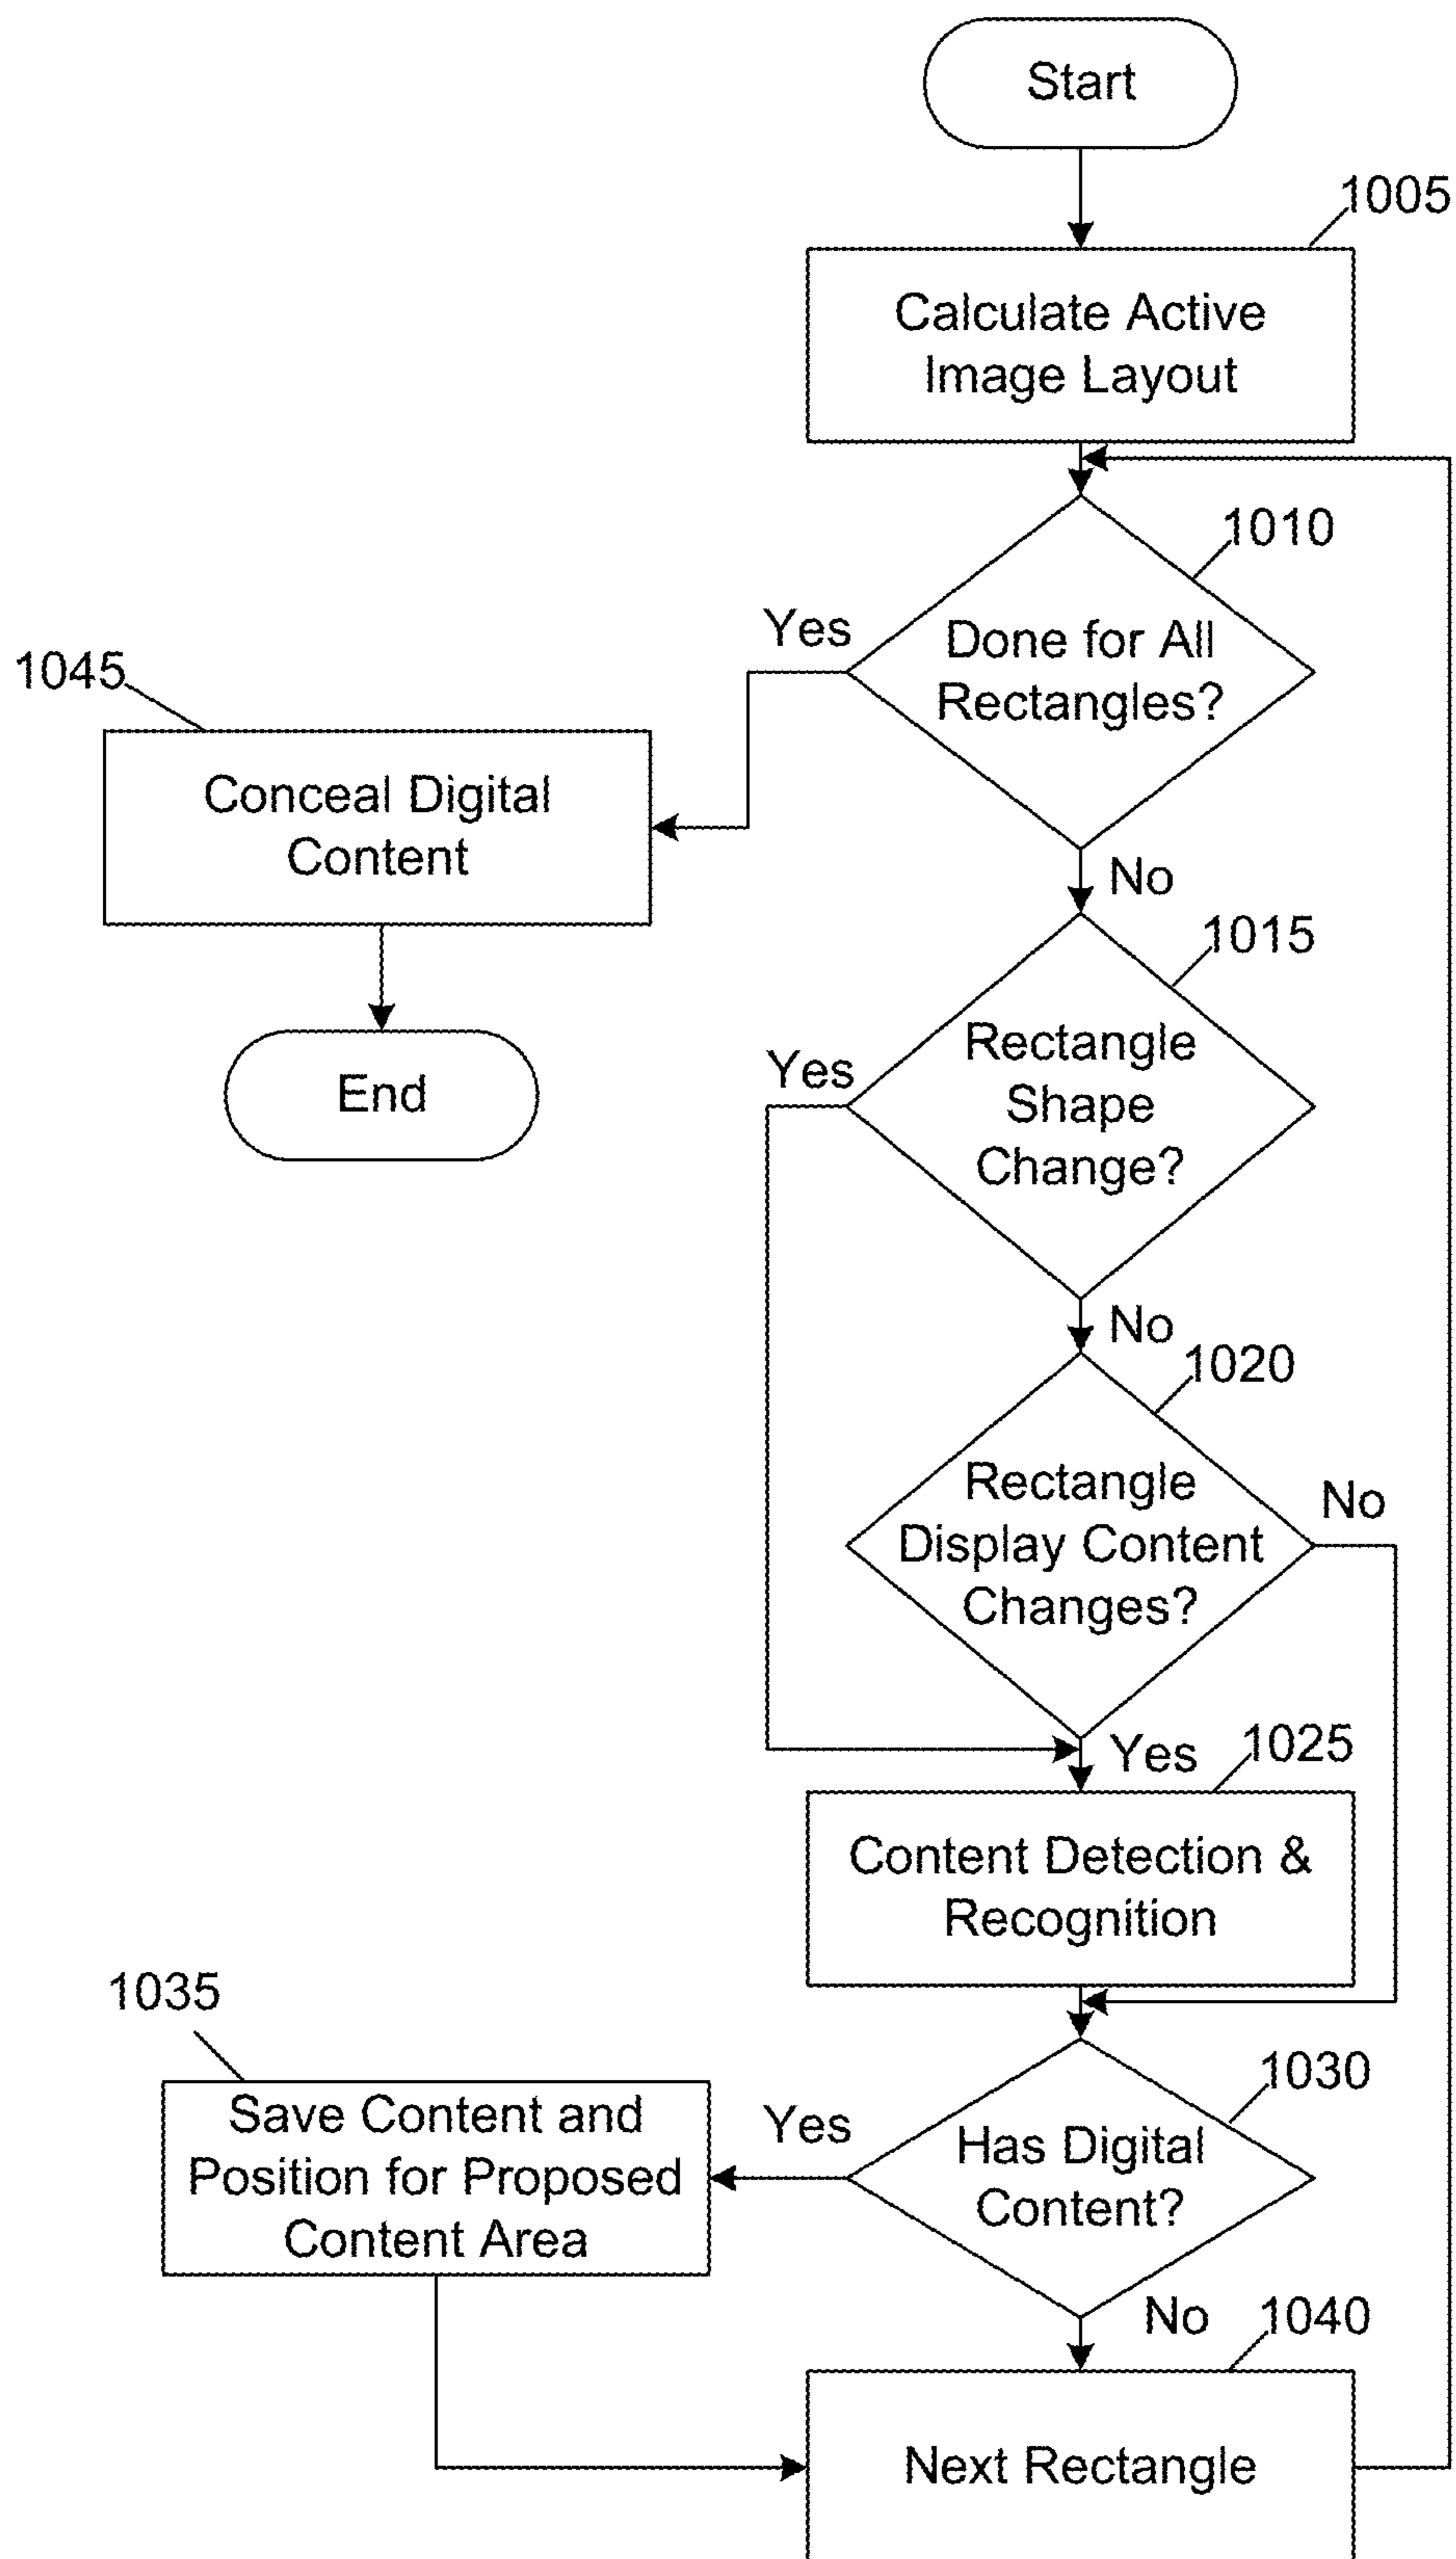 Start
1005
Calculate Active
Image Layout
1010
Done for All
Rectangles?
Yes
No
1045
Conceal Digital
Content
End
1015
Rectangle
Shape
Change?
Yes
No
1020
Rectangle
Display Content
Changes?
No
Yes
1025
Content Detection &
Recognition
1030
Has Digital
Content?
Yes
No
1035
Save Content and
Position for Proposed
Content Area
1040
Next Rectangle